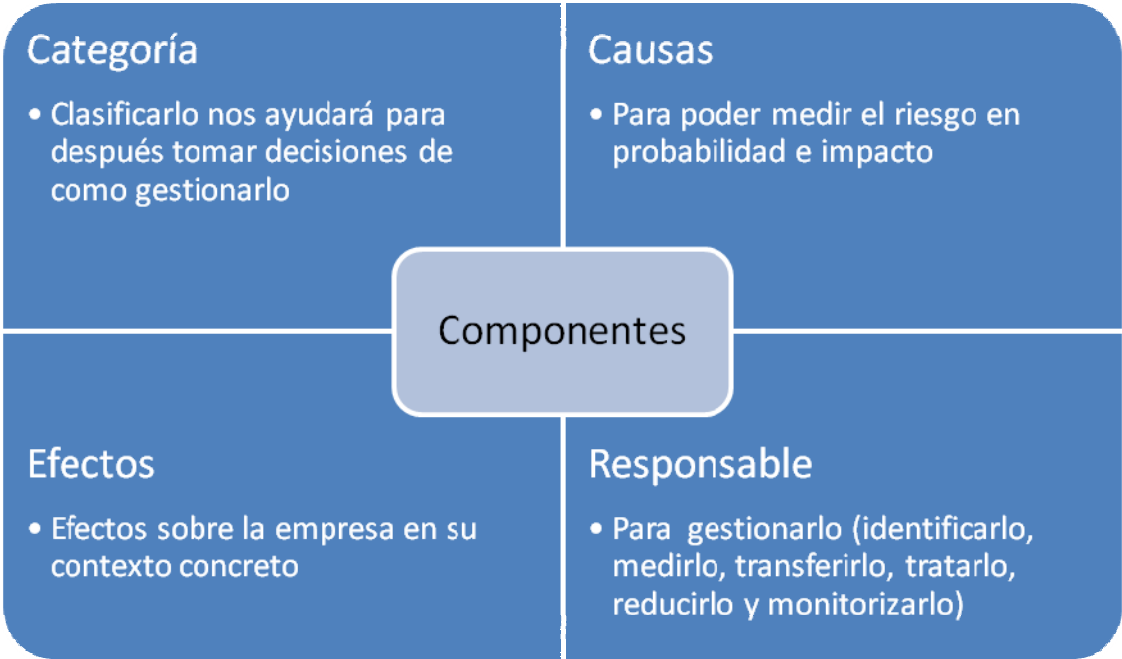 Categoría
• Clasificarlo nos ayudará para
después tomar decisiones de
como gestionarlo
Causas
• Para poder medir el riesgo en
probabilidad e impacto
Componentes
Efectos
• Efectos sobre la empresa en su
contexto concreto
Responsable
• Para gestionarlo (identificarlo,
medirlo, transferirlo, tratarlo,
reducirlo y monitorizarlo)